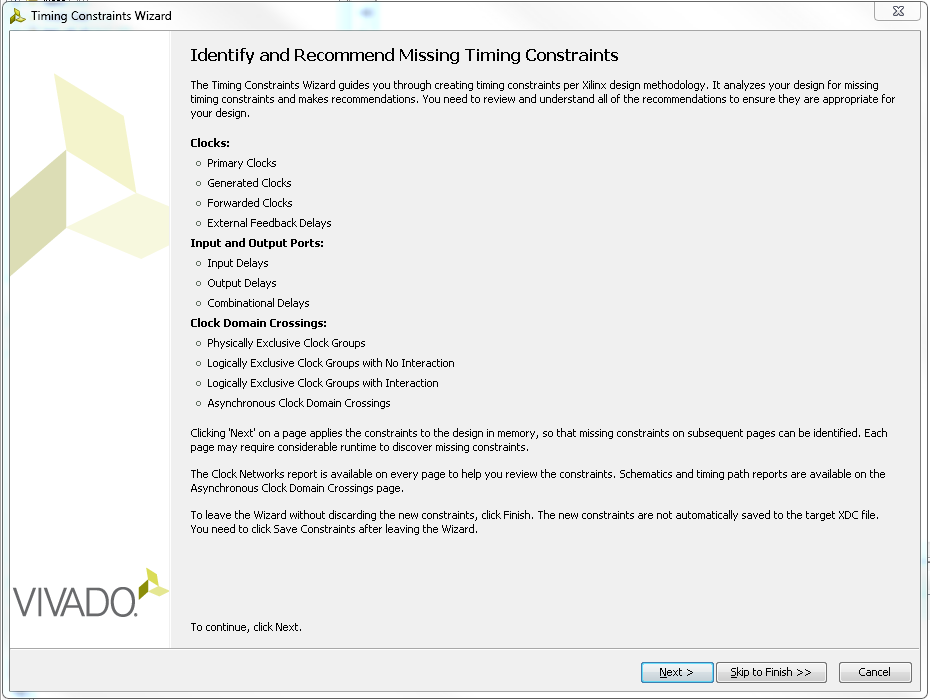 Timing Constraints Wizard
Identify and Recommend Missing Timing Constraints
The Timing Constraints Wizard guides you through creating timing constraints per Xilinx design methodology. It analyzes your design for missing
timing constraints and makes recommendations. You need to review and understand all of the recommendations to ensure they are appropriate for
your design.
Clocks:
Primary Clocks
Generated Clocks
Forwarded Clocks
External Feedback Delays
Input and Output Ports:
Input Delays
Output Delays
Combinational Delays
Clock Domain Crossings:
Physically Exclusive Clock Groups
Logically Exclusive Clock Groups with No Interaction
Logically Exclusive Clock Groups with Interaction
Asynchronous Clock Domain Crossings
Clicking 'Next' on a page applies the constraints to the design in memory, so that missing constraints on subsequent pages can be identified. Each
page may require considerable runtime to discover missing constraints.
The Clock Networks report is available on every page to help you review the constraints. Schematics and timing path reports are available on the
Asynchronous Clock Domain Crossings page.
To leave the Wizard without discarding the new constraints, click Finish. The new constraints are not automatically saved to the target XDC file.
You need to click Save Constraints after leaving the Wizard.
VIVADO.
To continue, click Next.
Next > Skip to Finish >> Cancel